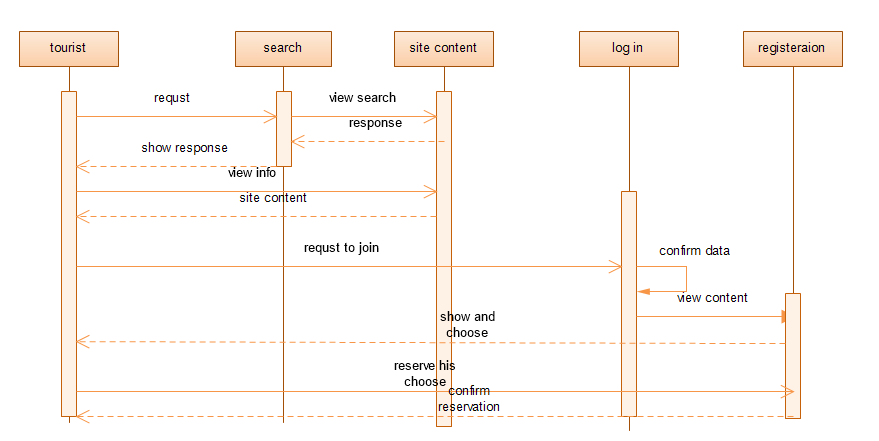 tourist
search
site content
log in
registeraion
requst
view search
response
show response
view info
site content
requst to join
confirm data
view content
show and
choose
reserve his
choose
confirm
reservation